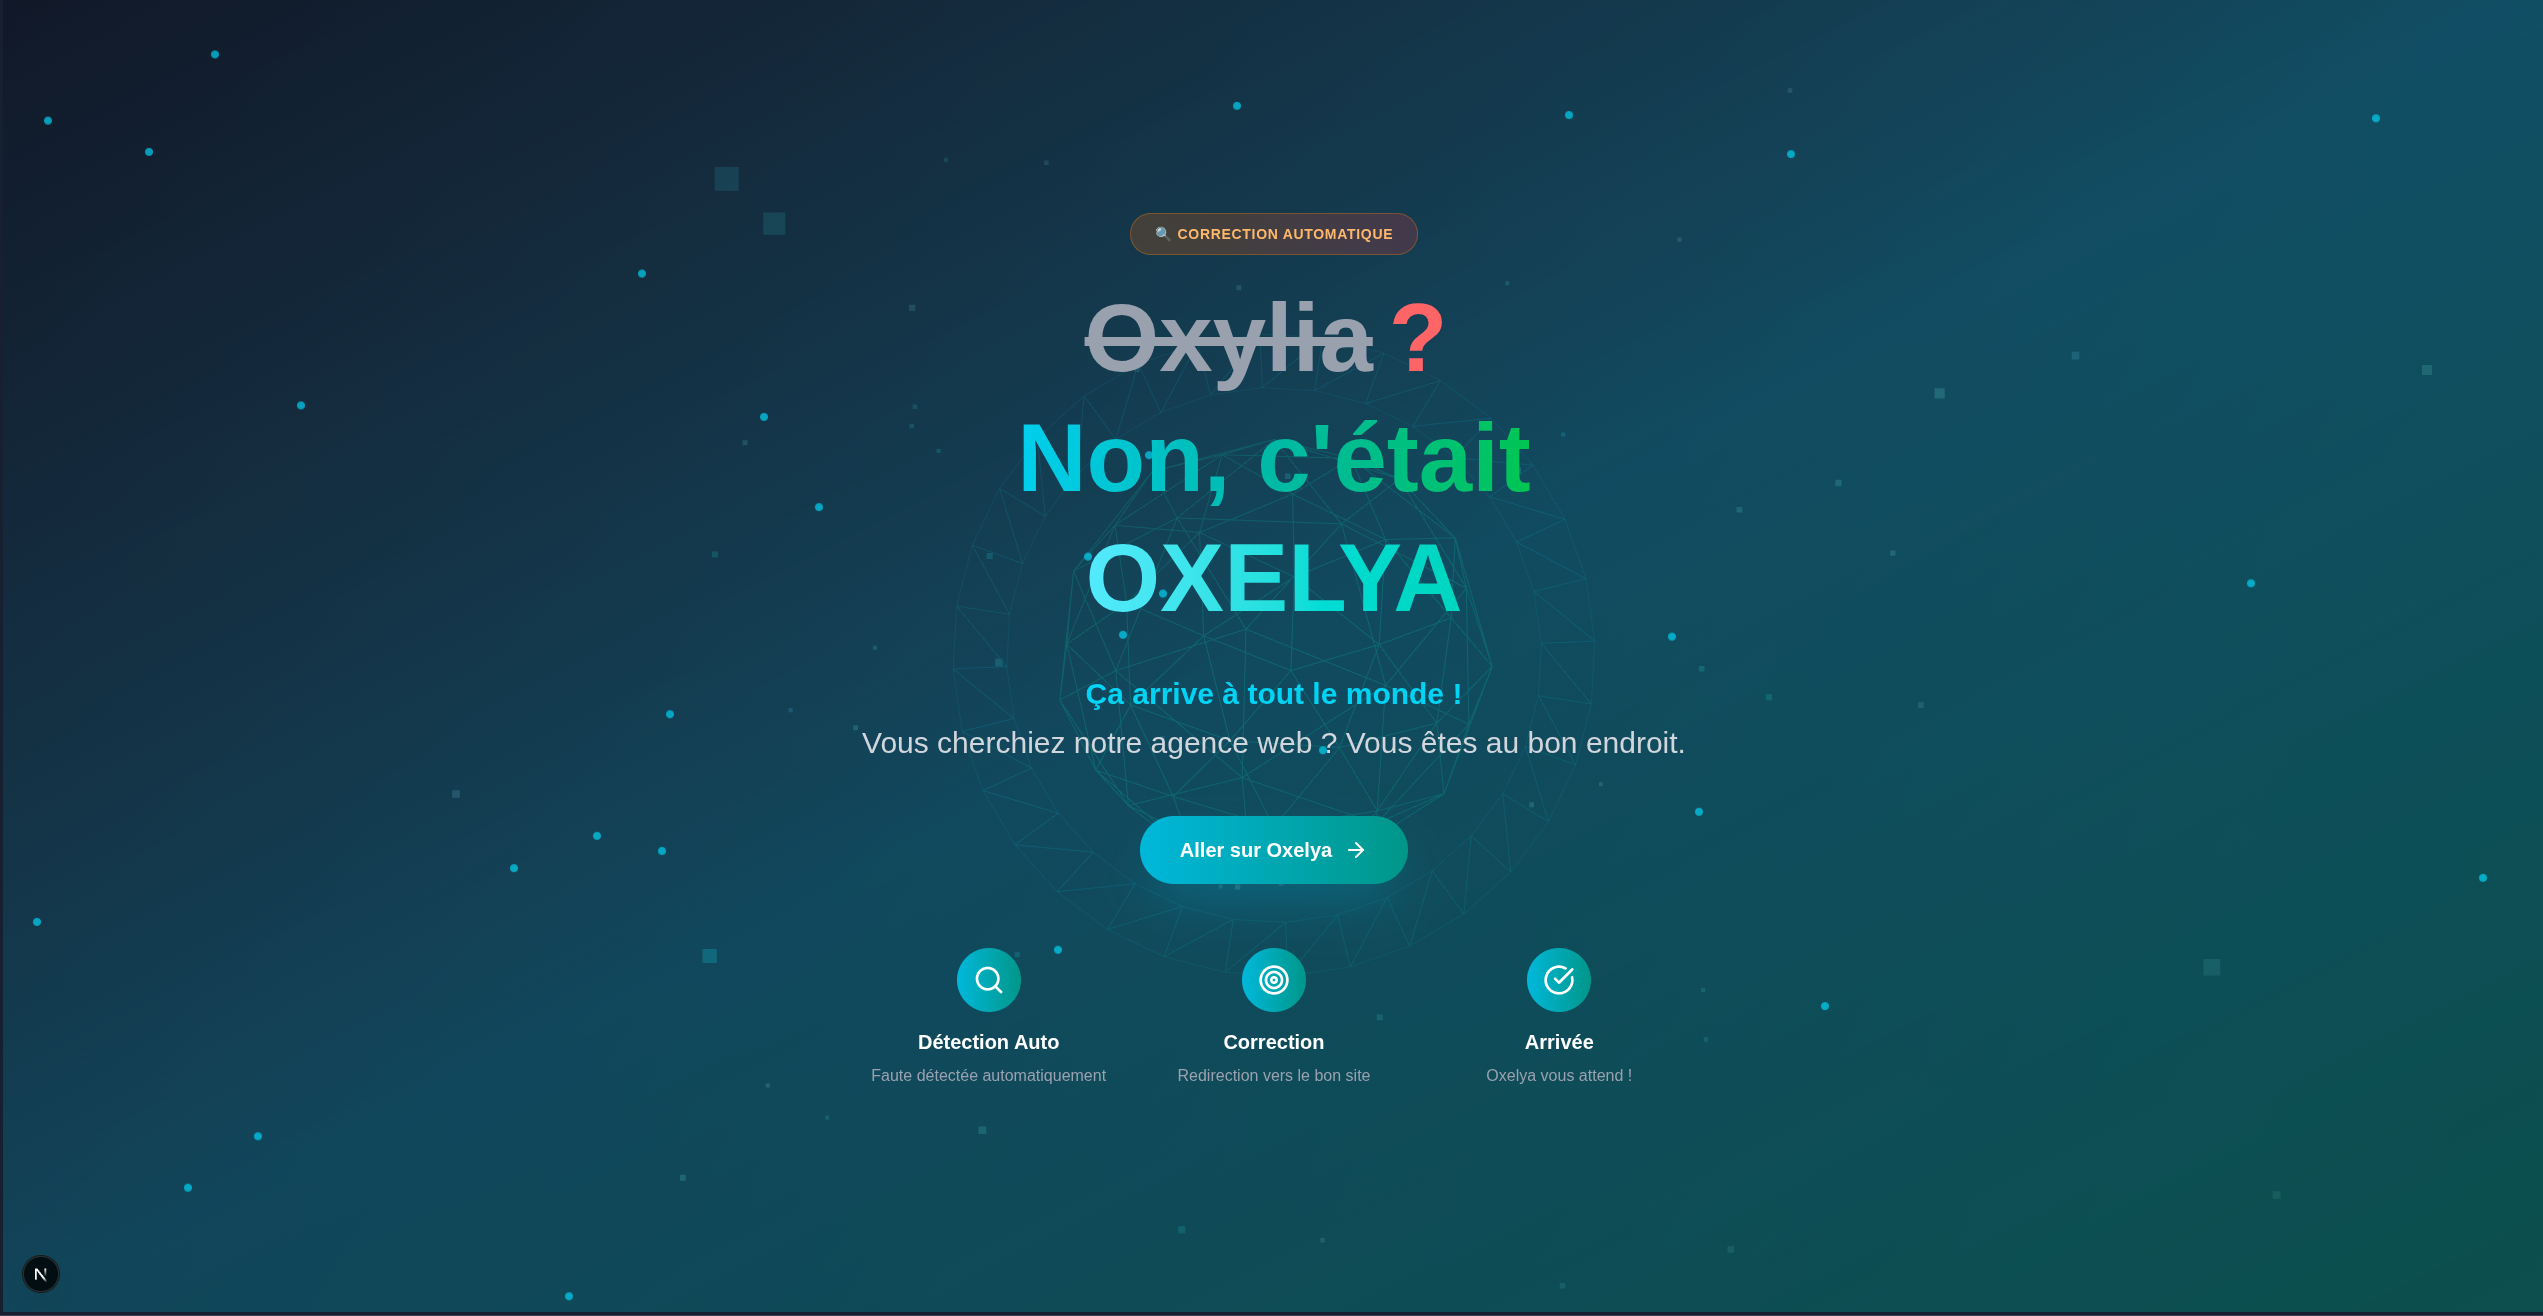 🔍 CORRECTION AUTOMATIQUE
Oxylia ?
Non, c'était
OXELYA
Ça arrive à tout le monde !
Vous cherchiez notre agence web ? Vous êtes au bon endroit.
Aller sur Oxelya →
Détection Auto
Faute détectée automatiquement
Correction
Redirection vers le bon site
Arrivée
Oxelya vous attend !
N